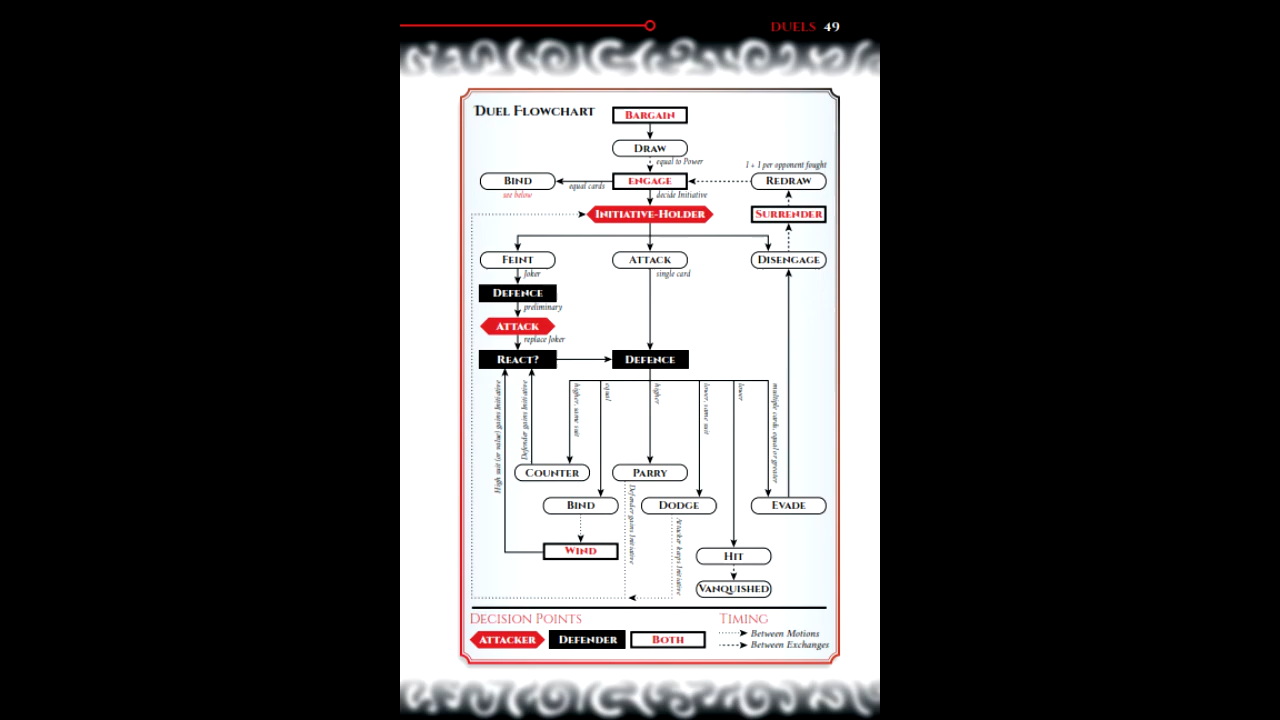 DUELS 49
DUEL FLOWCHART
BARGAIN
DRAW
equal to Power
1 + 1 per opponent fought
BIND
equal cards
ENGAGE
REDRAW
see below
decide Initiative
INITIATIVE-HOLDER
SURRENDER
FEINT
ATTACK
DISENGAGE
Joker
single card
DEFENCE
preliminary
ATTACK
replace Joker
REACT?
DEFENCE
High suit (or value) gains Initiative
Defender gains Initiative
higher, same suit
equal
higher
lower, same suit
lower
multiple cards, equal or greater
COUNTER
PARRY
BIND
DODGE
EVADE
Defender gains Initiative
Attacker keeps Initiative
WIND
HIT
VANQUISHED
DECISION POINTS
TIMING
ATTACKER
DEFENDER
BOTH
Between Motions
Between Exchanges